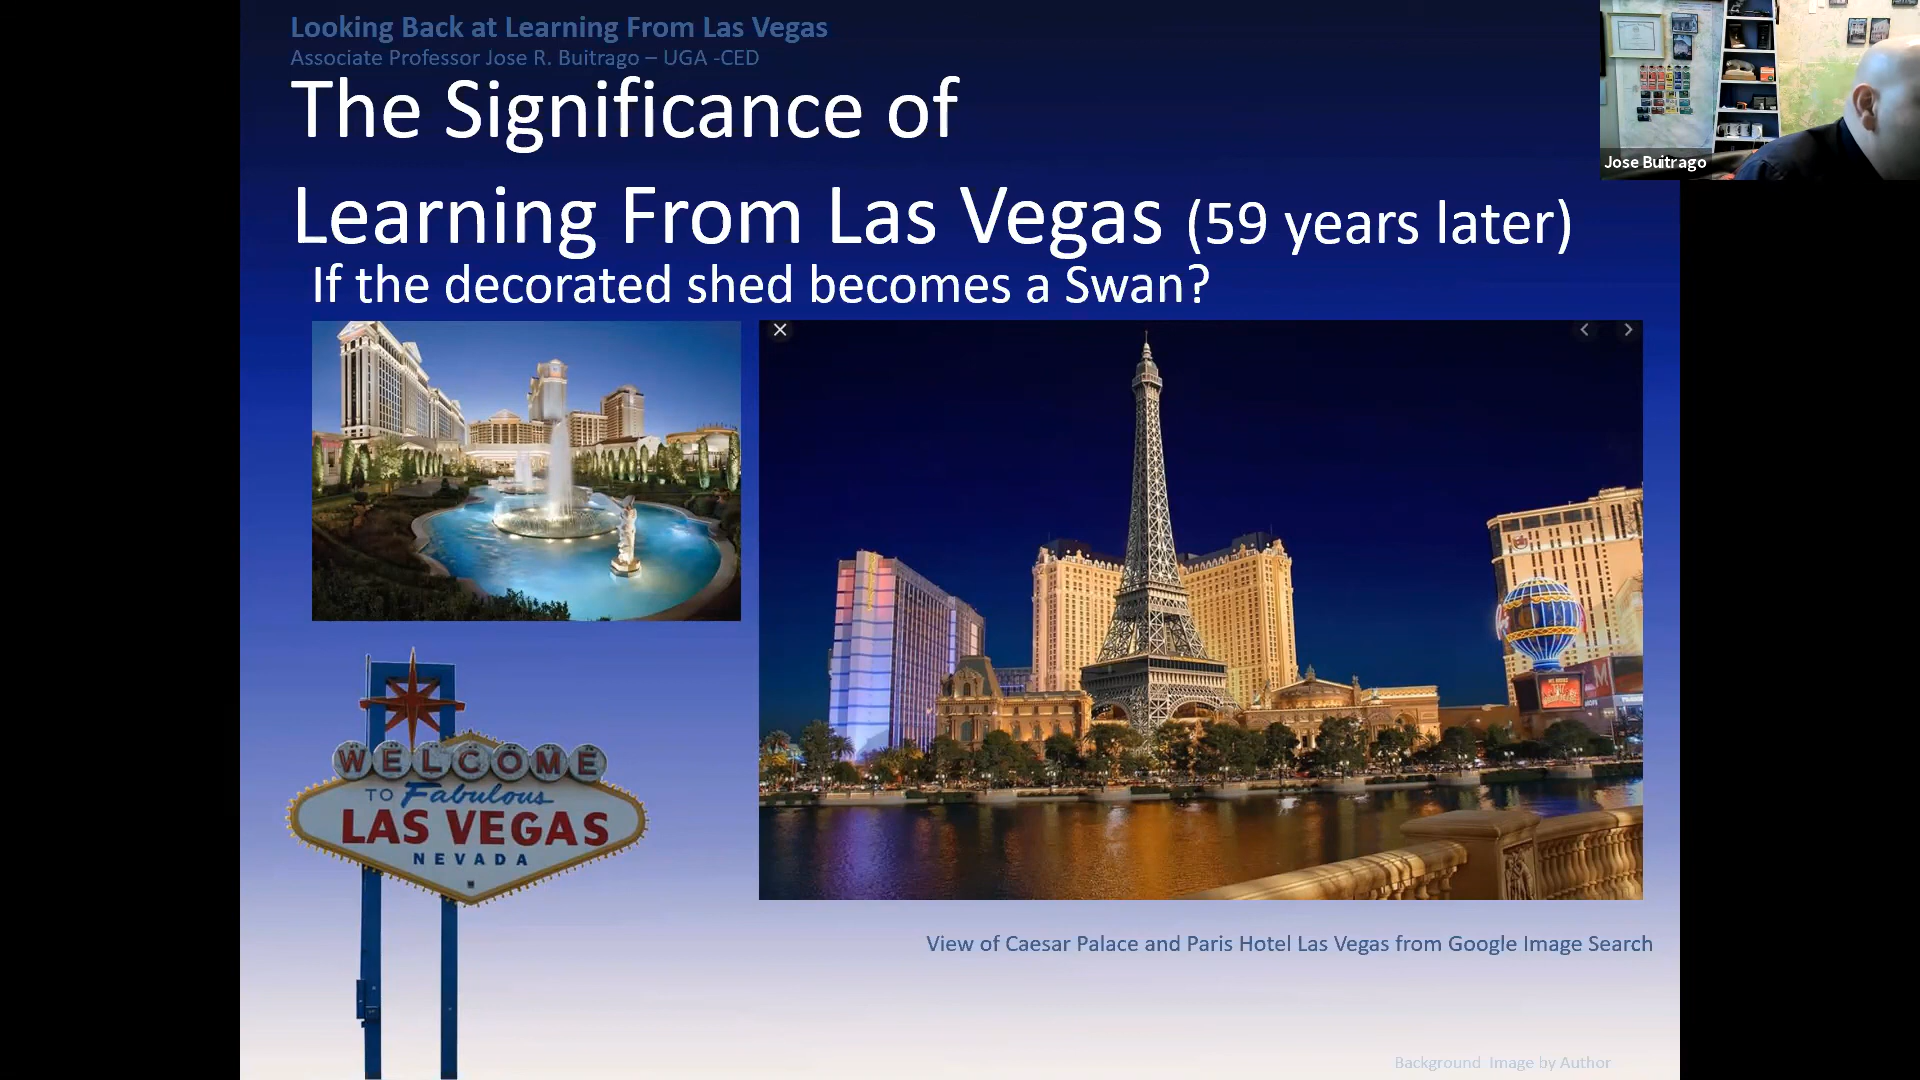 Looking Back at Learning From Las Vegas
Associate Professor Jose R. Buitrago – UGA -CED
The Significance of
Learning From Las Vegas (59 years later)
If the decorated shed becomes a Swan?
Jose Buitrago
WELCOME
TO Fabulous
LAS VEGAS
NEVADA
View of Caesar Palace and Paris Hotel Las Vegas from Google Image Search
Background Image by Author